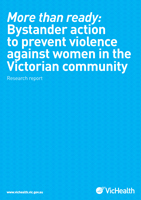 More than ready:
Bystander action
to prevent violence
against women in the
Victorian community
Research report
www.vichealth.vic.gov.au
VicHealth